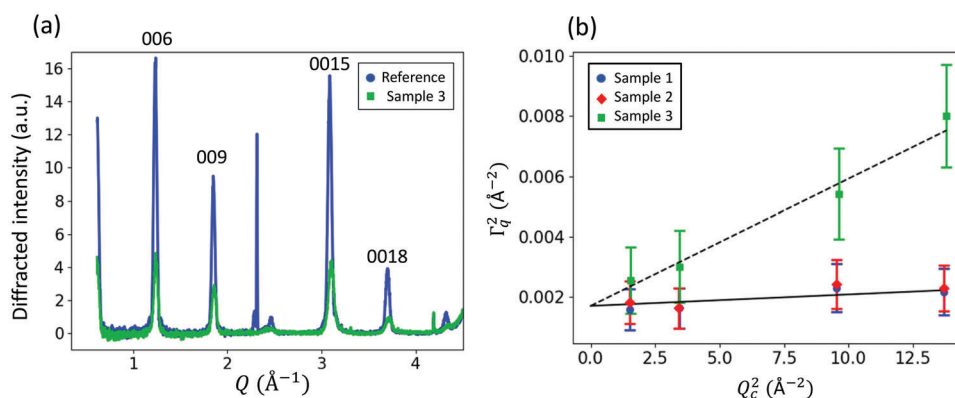 (a)
006
0015
009
0018
Reference
Sample 3
Diffracted intensity (a.u.)
16
14
12
10
8
6
4
2
0
1
2
3
4
Q (Å⁻¹)
(b)
Sample 1
Sample 2
Sample 3
Γ_q² (Å⁻²)
0.010
0.008
0.006
0.004
0.002
0.0
2.5
5.0
7.5
10.0
12.5
Q_c² (Å⁻²)